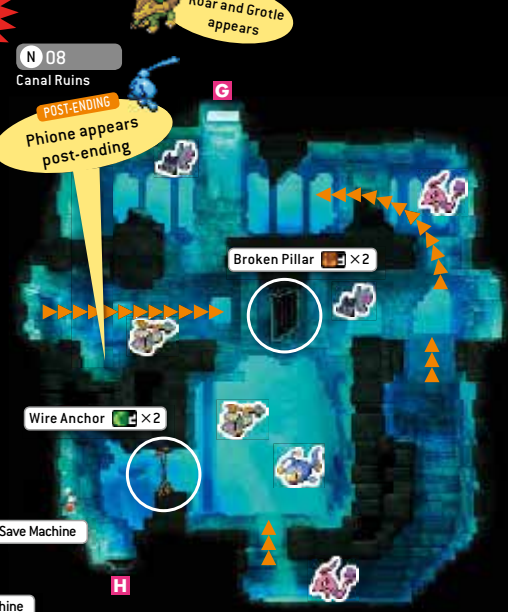 Roar and Grotle
appears
N 08
Canal Ruins
POST-ENDING
Phione appears
post-ending
G
Broken Pillar ×2
Wire Anchor ×2
Save Machine
H
hine